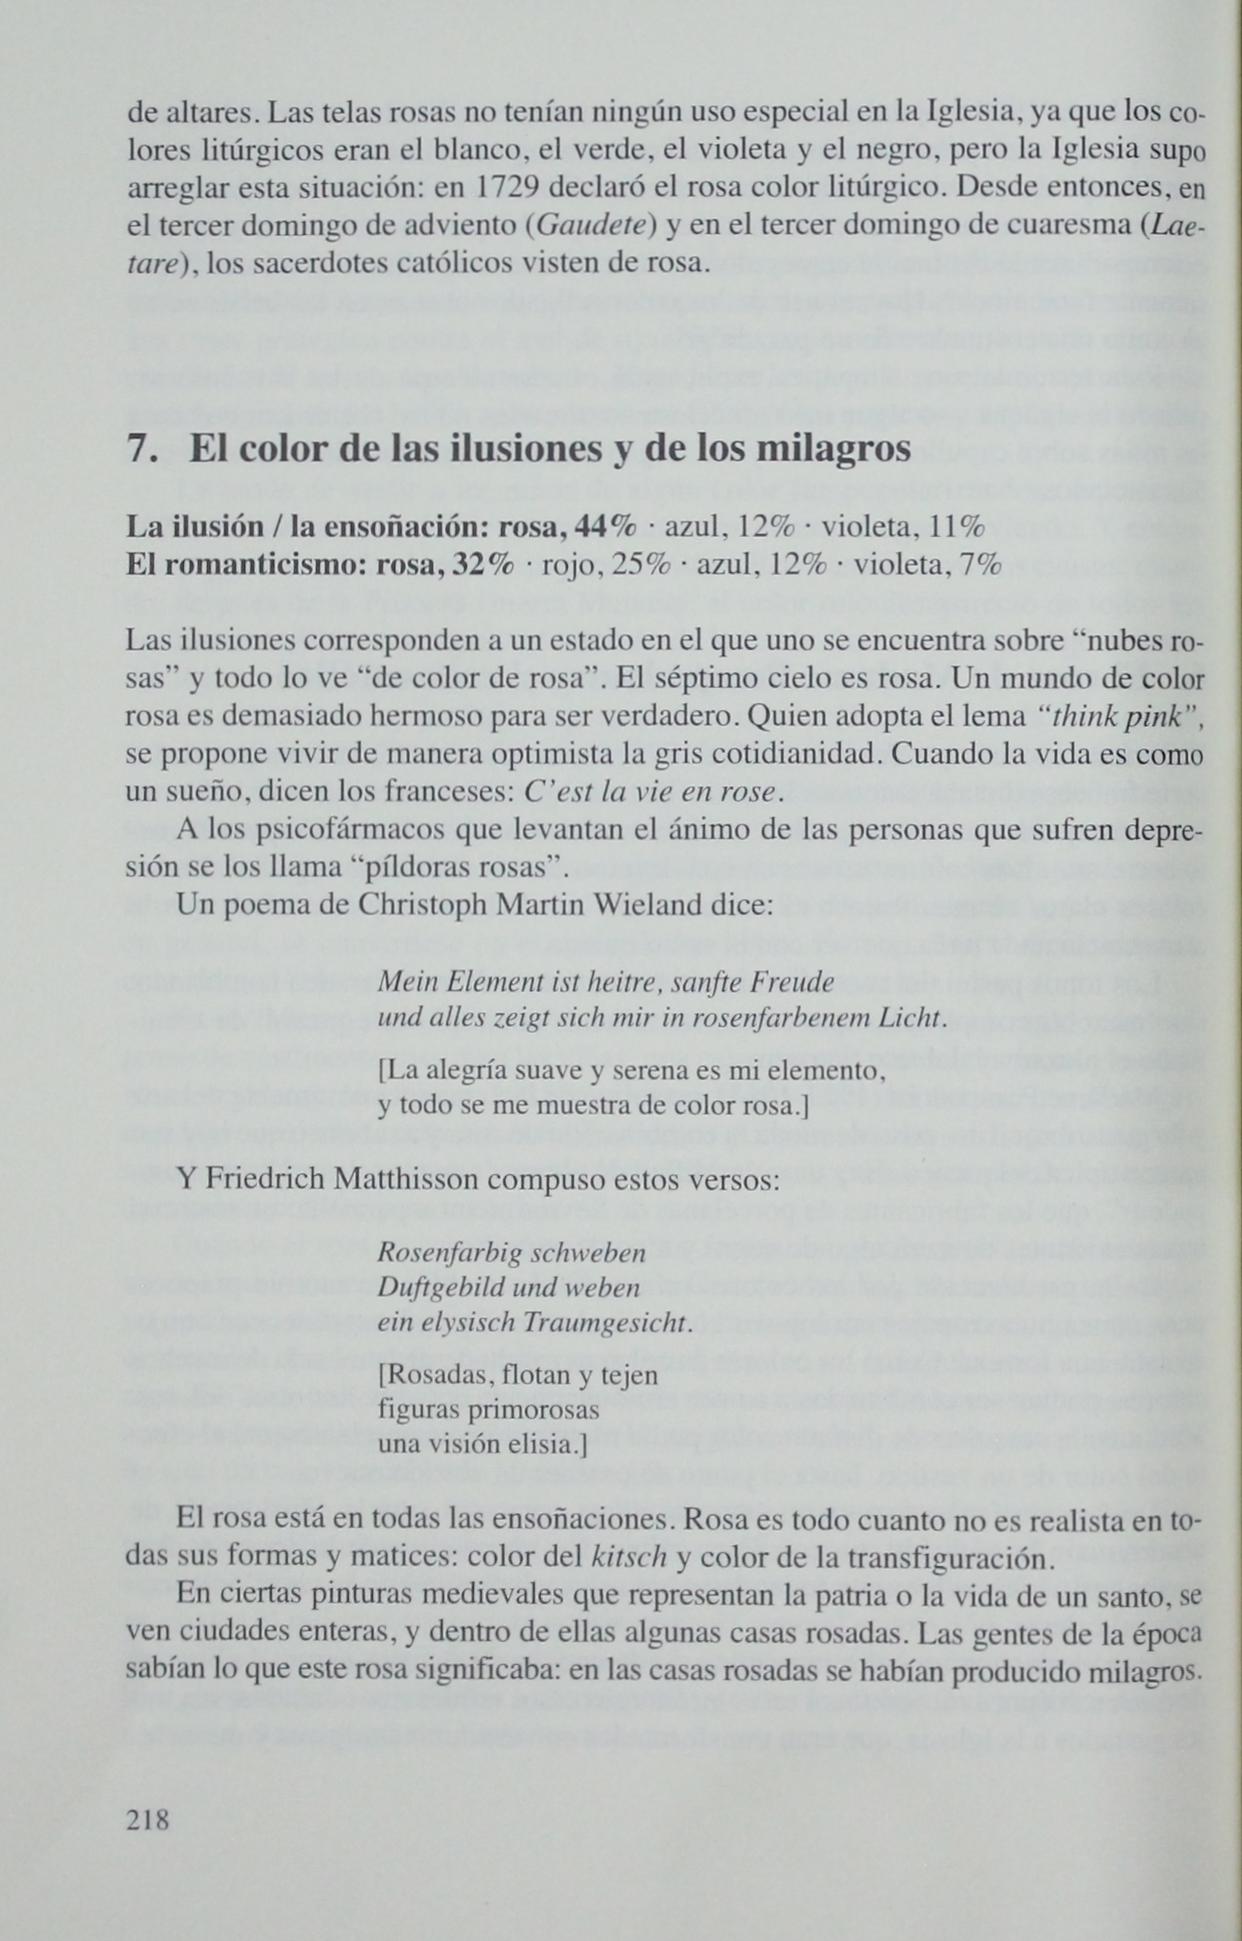 de altares. Las telas rosas no tenían ningún uso especial en la Iglesia, ya que los co-
lores litúrgicos eran el blanco, el verde, el violeta y el negro, pero la Iglesia supo
arreglar esta situación: en 1729 declaró el rosa color litúrgico. Desde entonces, en
el tercer domingo de adviento (Gaudete) y en el tercer domingo de cuaresma (Lae-
tare), los sacerdotes católicos visten de rosa.
7. El color de las ilusiones y de los milagros
La ilusión / la ensoñación: rosa, 44% · azul, 12% · violeta, 11%
El romanticismo: rosa, 32% · rojo, 25% · azul, 12% · violeta, 7%
Las ilusiones corresponden a un estado en el que uno se encuentra sobre “nubes ro-
sas” y todo lo ve “de color de rosa”. El séptimo cielo es rosa. Un mundo de color
rosa es demasiado hermoso para ser verdadero. Quien adopta el lema “think pink”,
se propone vivir de manera optimista la gris cotidianidad. Cuando la vida es como
un sueño, dicen los franceses: C’est la vie en rose.
A los psicofármacos que levantan el ánimo de las personas que sufren depre-
sión se los llama “píldoras rosas”.
Un poema de Christoph Martin Wieland dice:
Mein Element ist heitre, sanfte Freude
und alles zeigt sich mir in rosenfarbenem Licht.
[La alegría suave y serena es mi elemento,
y todo se me muestra de color rosa.]
Y Friedrich Matthisson compuso estos versos:
Rosenfarbig schweben
Duftgebild und weben
ein elysisch Traumgesicht.
[Rosadas, flotan y tejen
figuras primorosas
una visión elisia.]
El rosa está en todas las ensoñaciones. Rosa es todo cuanto no es realista en to-
das sus formas y matices: color del kitsch y color de la transfiguración.
En ciertas pinturas medievales que representan la patria o la vida de un santo, se
ven ciudades enteras, y dentro de ellas algunas casas rosadas. Las gentes de la época
sabían lo que este rosa significaba: en las casas rosadas se habían producido milagros.
218